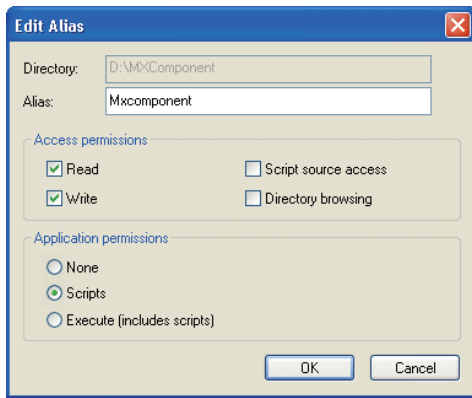 Edit Alias
Directory: D:\MXComponent
Alias: Mxcomponent
Access permissions
Read Script source access
Write Directory browsing
Application permissions
None
Scripts
Execute (includes scripts)
OK Cancel